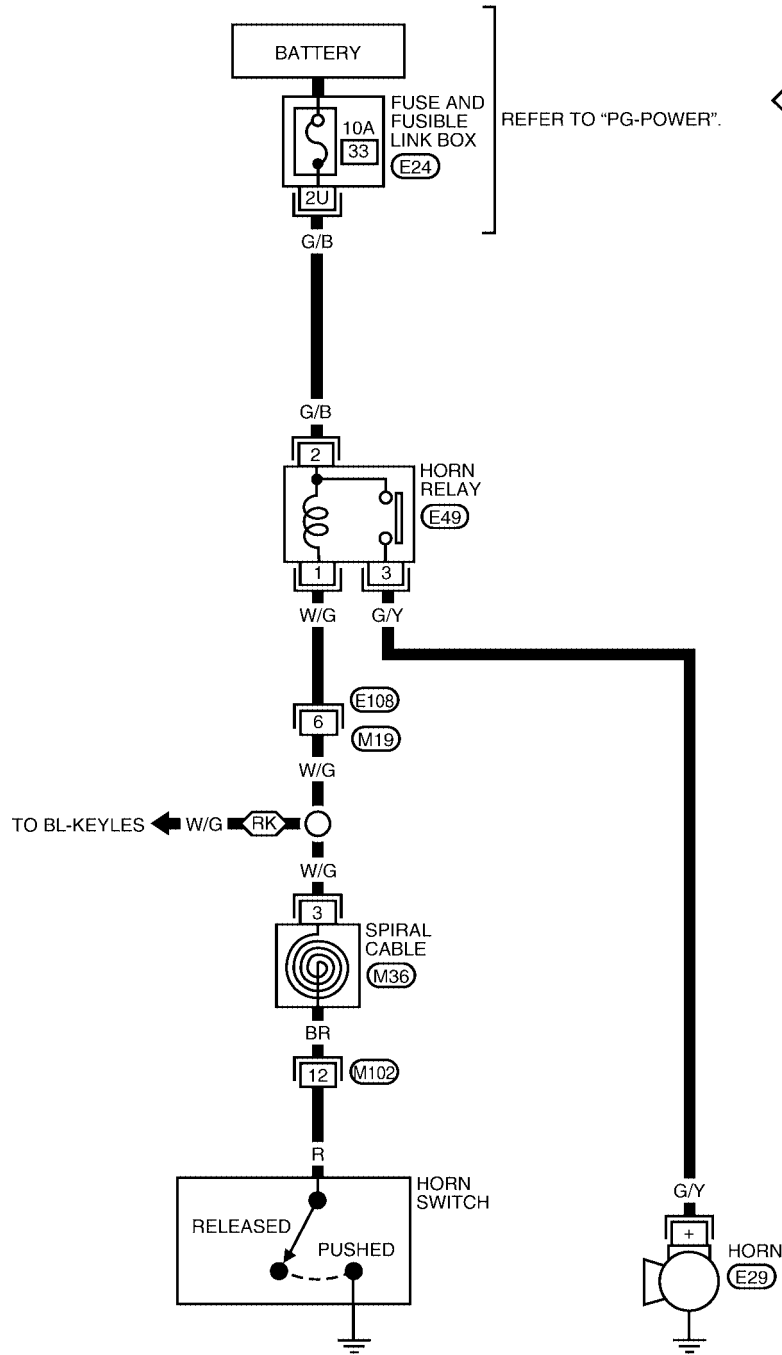 BATTERY
FUSE AND
FUSIBLE
LINK BOX
10A
33
E24
REFER TO “PG-POWER”.
2U
G/B
G/B
2
HORN
RELAY
E49
1
3
W/G
G/Y
E108
6
M19
W/G
TO BL-KEYLES
W/G
RK
W/G
3
SPIRAL
CABLE
M36
BR
12
M102
R
HORN
SWITCH
RELEASED
PUSHED
G/Y
+
HORN
E29